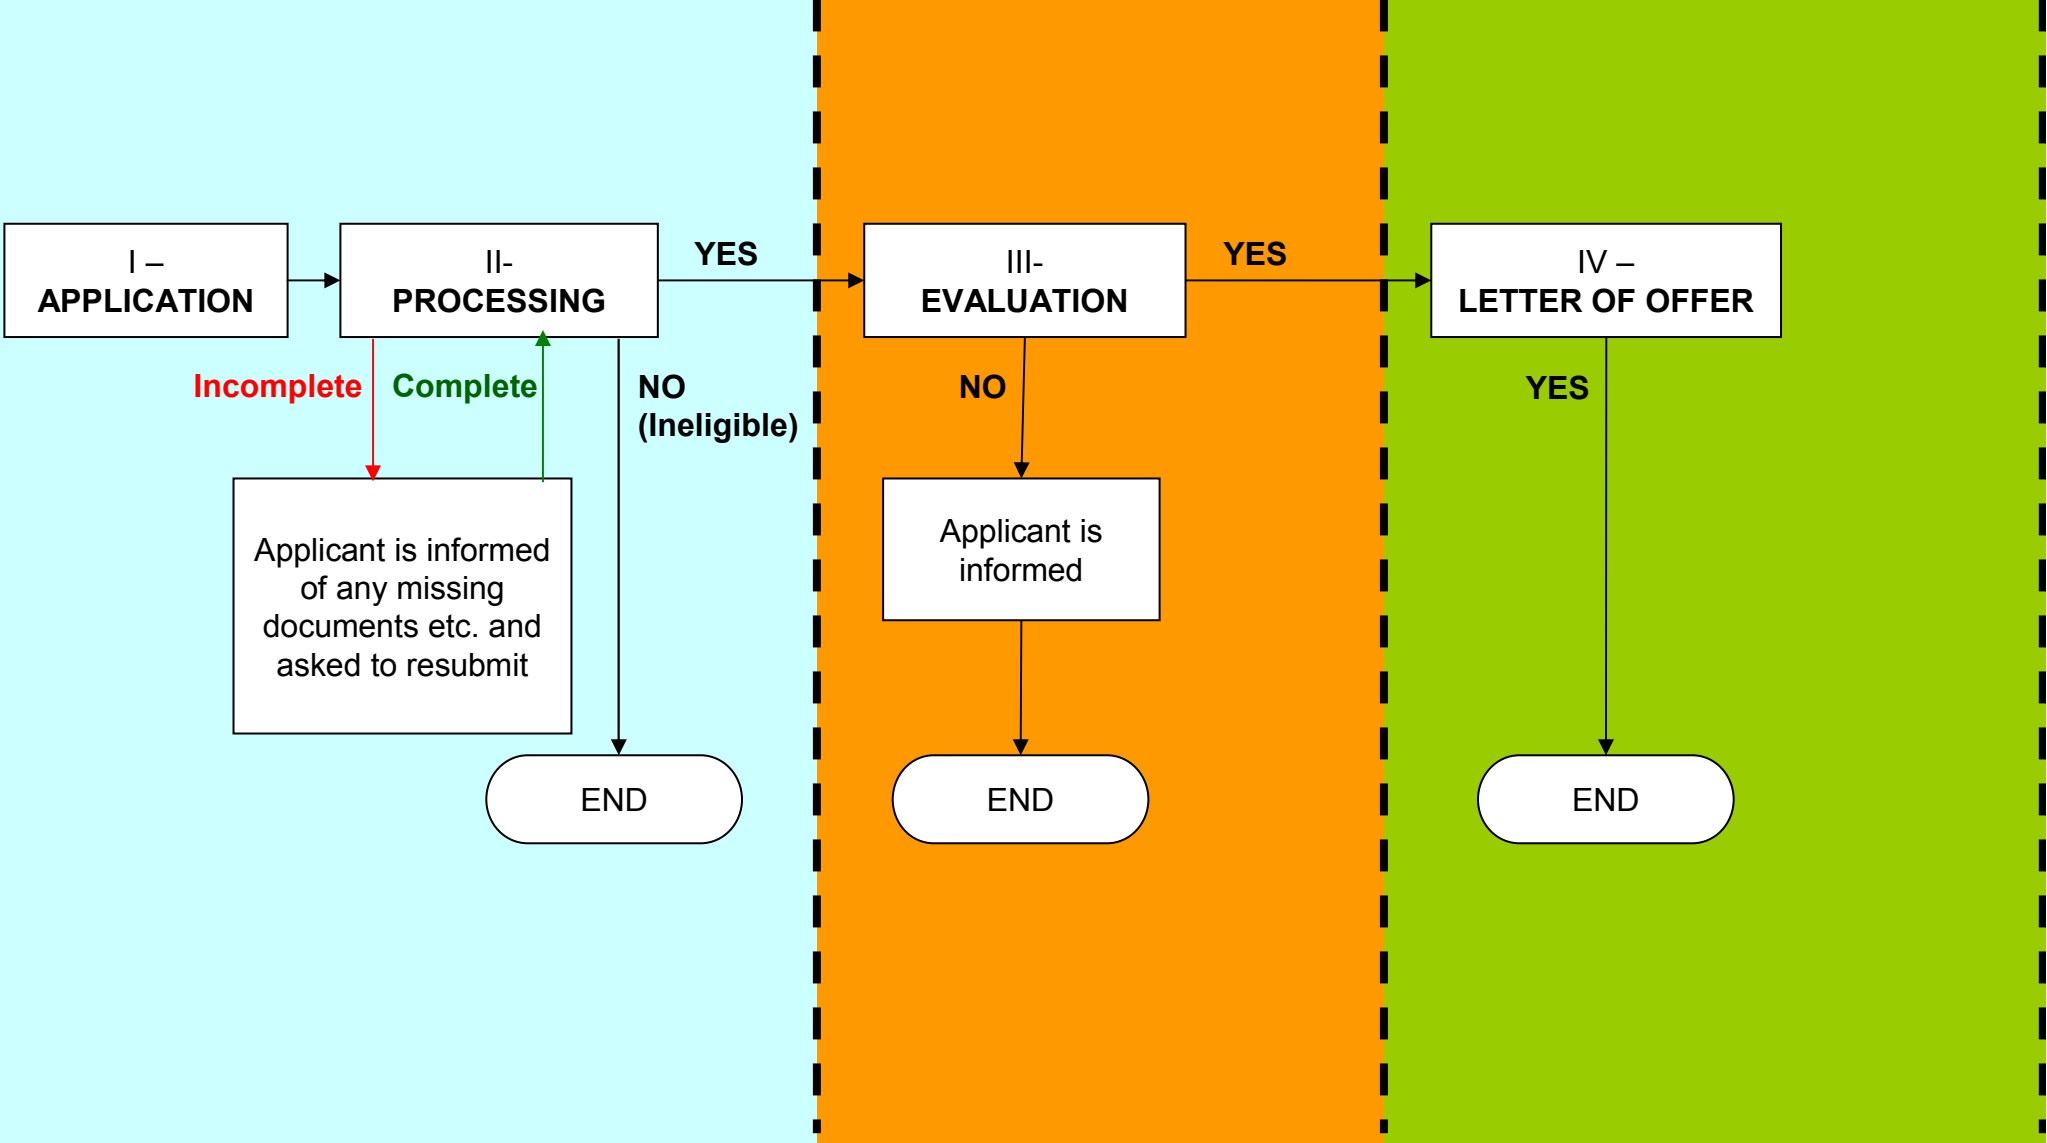 I –
APPLICATION
II-
PROCESSING
YES
III-
EVALUATION
YES
IV –
LETTER OF OFFER
Incomplete
Complete
NO
(Ineligible)
NO
YES
Applicant is informed
of any missing
documents etc. and
asked to resubmit
Applicant is
informed
END
END
END